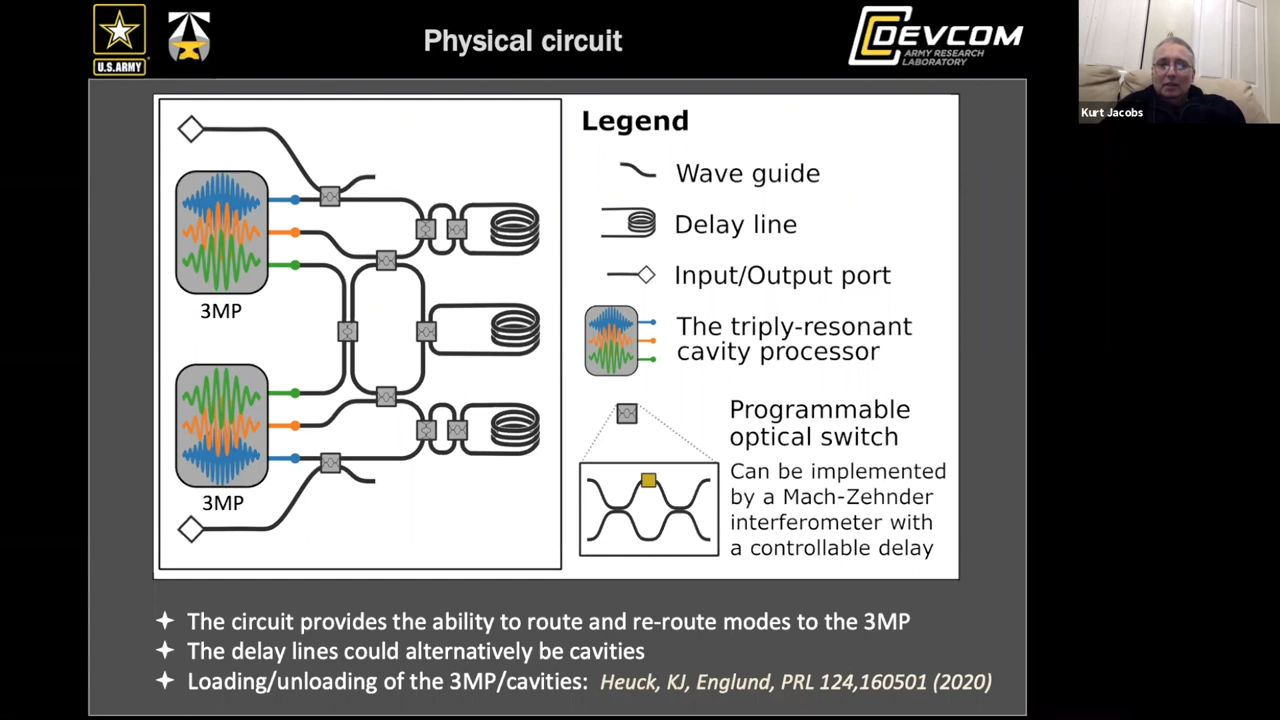 U.S.ARMY
Physical circuit
DEVCOM
ARMY RESEARCH
LABORATORY
Kurt Jacobs
3MP
3MP
Legend
Wave guide
Delay line
Input/Output port
The triply-resonant
cavity processor
Programmable
optical switch
Can be implemented
by a Mach-Zehnder
interferometer with
a controllable delay
The circuit provides the ability to route and re-route modes to the 3MP
The delay lines could alternatively be cavities
Loading/unloading of the 3MP/cavities: Heuck, KJ, Englund, PRL 124,160501 (2020)